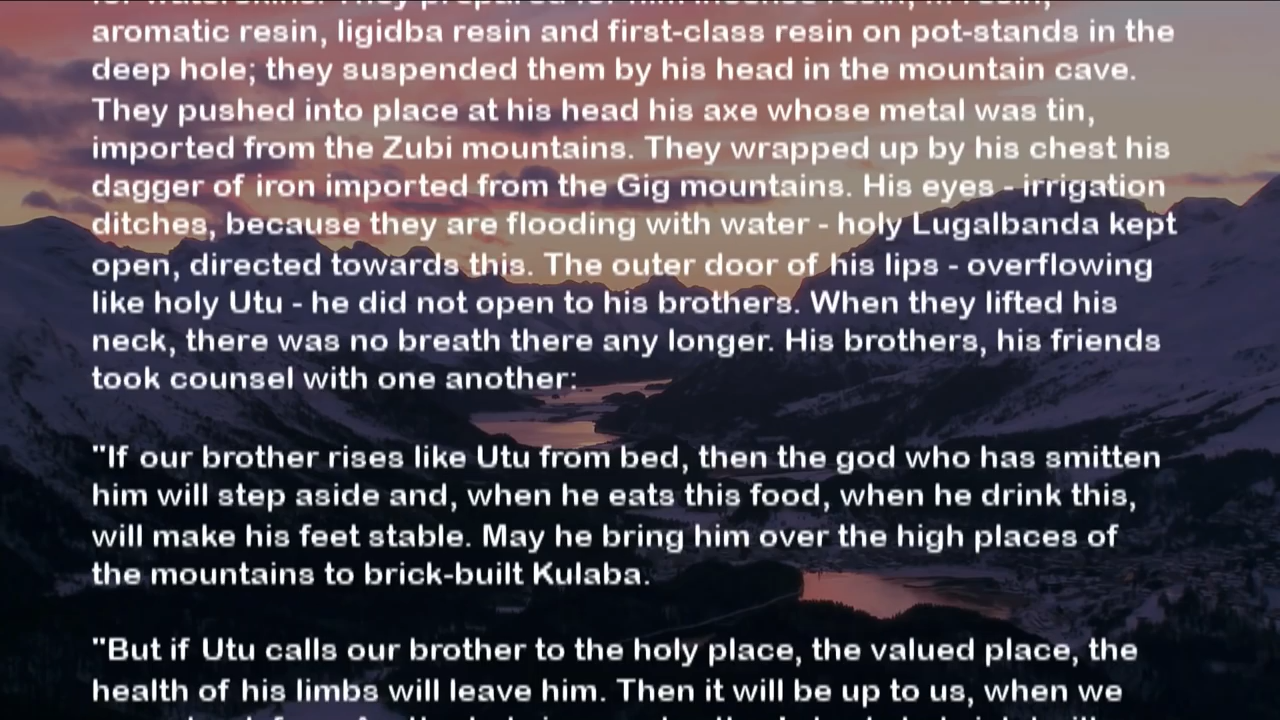 aromatic resin, ligidba resin and first-class resin on pot-stands in the
deep hole; they suspended them by his head in the mountain cave.
They pushed into place at his head his axe whose metal was tin,
imported from the Zubi mountains. They wrapped up by his chest his
dagger of iron imported from the Gig mountains. His eyes - irrigation
ditches, because they are flooding with water - holy Lugalbanda kept
open, directed towards this. The outer door of his lips - overflowing
like holy Utu - he did not open to his brothers. When they lifted his
neck, there was no breath there any longer. His brothers, his friends
took counsel with one another:
"If our brother rises like Utu from bed, then the god who has smitten
him will step aside and, when he eats this food, when he drink this,
will make his feet stable. May he bring him over the high places of
the mountains to brick-built Kulaba.
"But if Utu calls our brother to the holy place, the valued place, the
health of his limbs will leave him. Then it will be up to us, when we